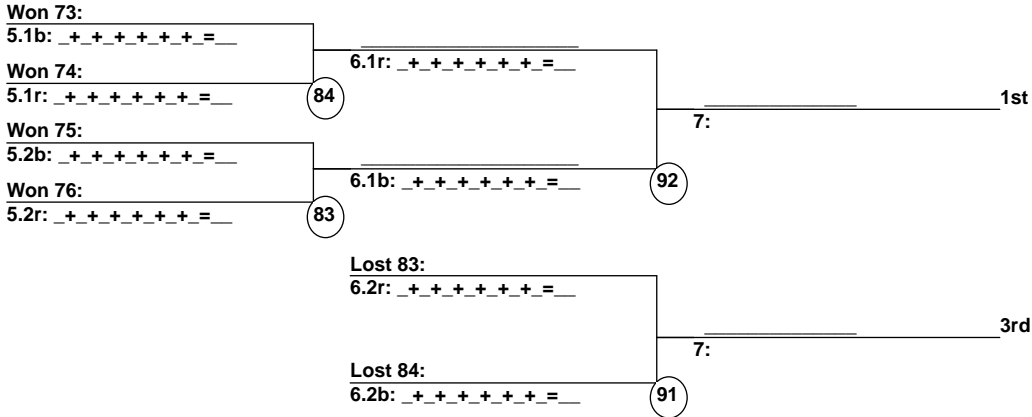 Won 73:
5.1b: _+_+_+_+_+_=__
6.1r: _+_+_+_+_+_=__
Won 74:
5.1r: _+_+_+_+_+_=__
84
1st
7:
Won 75:
5.2b: _+_+_+_+_+_=__
6.1b: _+_+_+_+_+_=__
92
Won 76:
5.2r: _+_+_+_+_+_=__
83
Lost 83:
6.2r: _+_+_+_+_+_=__
3rd
7:
Lost 84:
6.2b: _+_+_+_+_+_=__
91